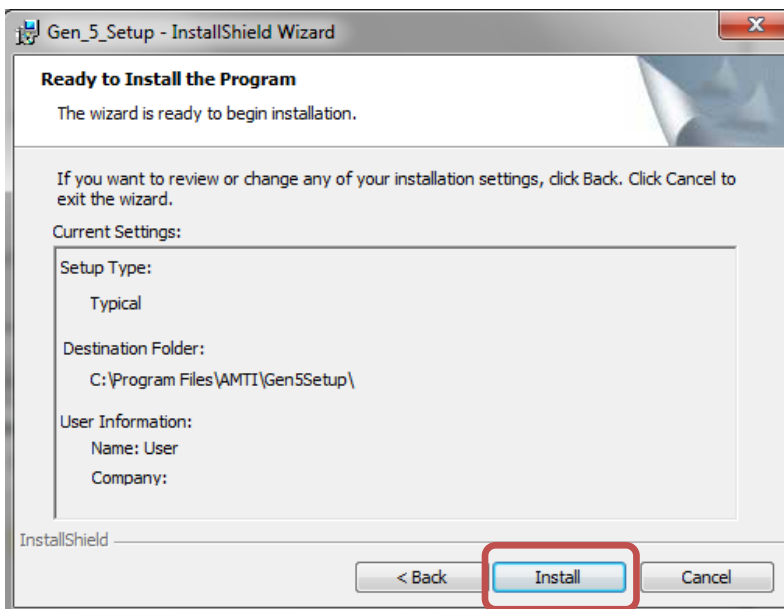 Gen_5_Setup - InstallShield Wizard
Ready to Install the Program
The wizard is ready to begin installation.
If you want to review or change any of your installation settings, click Back. Click Cancel to
exit the wizard.
Current Settings:
Setup Type:
Typical
Destination Folder:
C:\Program Files\AMTI\Gen5Setup\
User Information:
Name: User
Company:
InstallShield
< Back Install Cancel